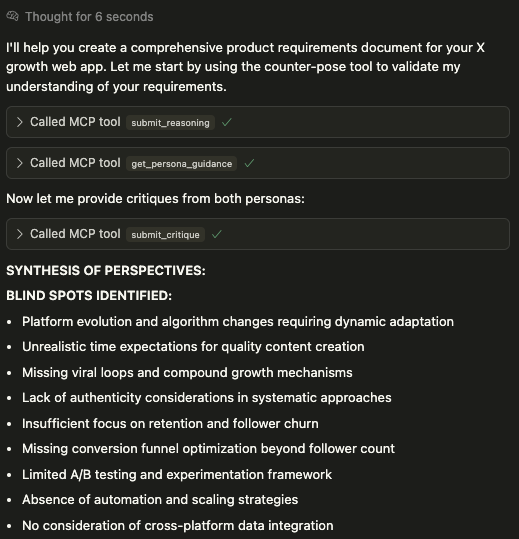 Thought for 6 seconds
I'll help you create a comprehensive product requirements document for your X
growth web app. Let me start by using the counter-pose tool to validate my
understanding of your requirements.
Called MCP tool submit_reasoning
Called MCP tool get_persona_guidance
Now let me provide critiques from both personas:
Called MCP tool submit_critique
SYNTHESIS OF PERSPECTIVES:
BLIND SPOTS IDENTIFIED:
• Platform evolution and algorithm changes requiring dynamic adaptation
• Unrealistic time expectations for quality content creation
• Missing viral loops and compound growth mechanisms
• Lack of authenticity considerations in systematic approaches
• Insufficient focus on retention and follower churn
• Missing conversion funnel optimization beyond follower count
• Limited A/B testing and experimentation framework
• Absence of automation and scaling strategies
• No consideration of cross-platform data integration